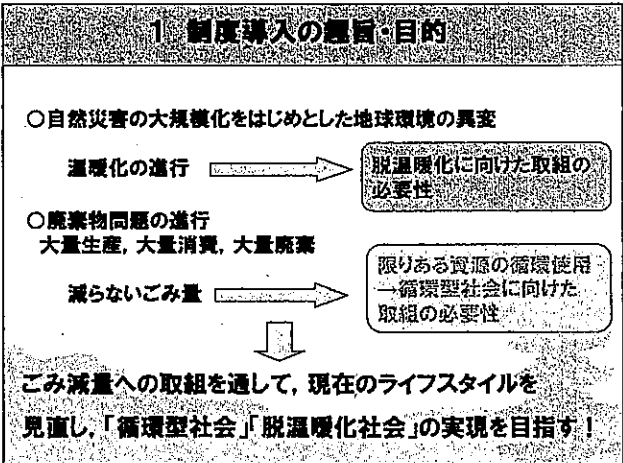 1 制度導入の趣旨・目的
○自然災害の大規模化をはじめとした地球環境の異変
温暖化の進行
脱温暖化に向けた取組の
必要性
○廃棄物問題の進行
大量生産，大量消費，大量廃棄
減らないごみ量
限りある資源の循環使用
→循環型社会に向けた
取組の必要性
ごみ減量への取組を通して，現在のライフスタイルを
見直し，「循環型社会」「脱温暖化社会」の実現を目指す！